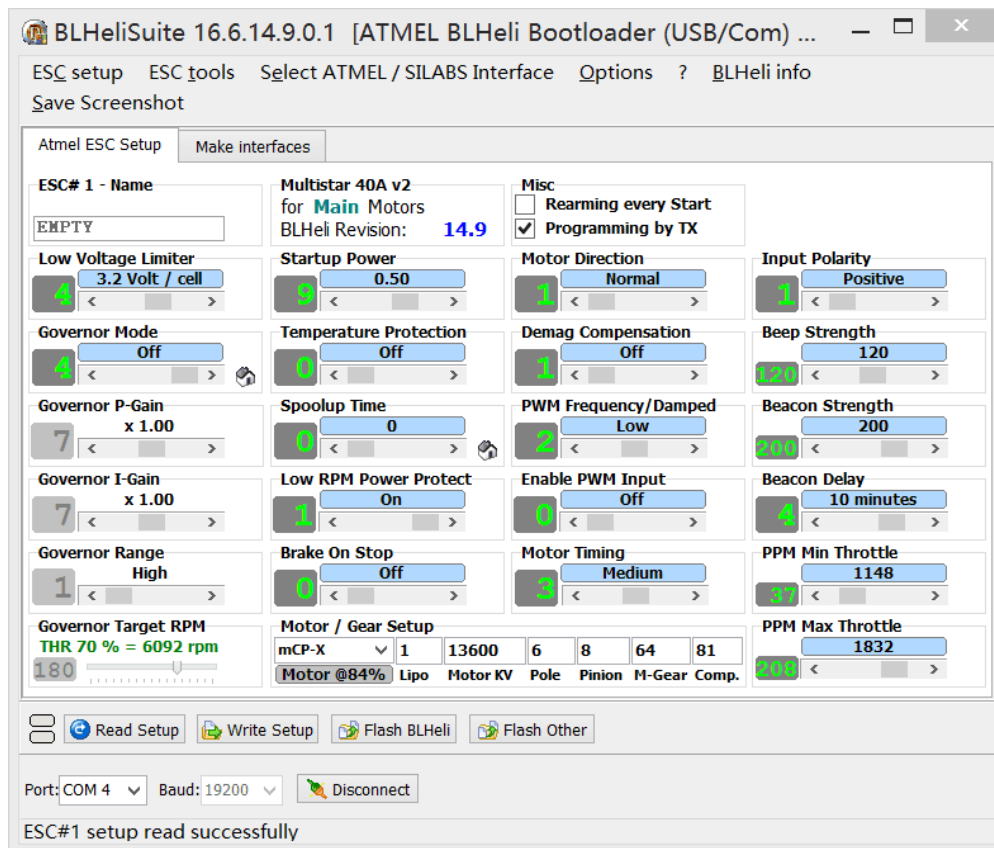 BLHeliSuite 16.6.14.9.0.1 [ATMEL BLHeli Bootloader (USB/Com) ...
ESC setup ESC tools Select ATMEL / SILABS Interface Options ? BLHeli info
Save Screenshot
Atmel ESC Setup Make interfaces
ESC# 1 - Name
EMPTY
Multistar 40A v2
for Main Motors
BLHeli Revision: 14.9
Misc
Rearming every Start
Programming by TX
Low Voltage Limiter
4 3.2 Volt / cell
Startup Power
9 0.50
Motor Direction
1 Normal
Input Polarity
1 Positive
Governor Mode
4 Off
Temperature Protection
0 Off
Demag Compensation
1 Off
Beep Strength
120 120
Governor P-Gain
7 x 1.00
Spoolup Time
0 0
PWM Frequency/Damped
2 Low
Beacon Strength
200 200
Governor I-Gain
7 x 1.00
Low RPM Power Protect
1 On
Enable PWM Input
0 Off
Beacon Delay
4 10 minutes
Governor Range
1 High
Brake On Stop
0 Off
Motor Timing
3 Medium
PPM Min Throttle
37 1148
Governor Target RPM
THR 70 % = 6092 rpm
180
Motor / Gear Setup
mCP-X 1 13600 6 8 64 81
Motor @84% Lipo Motor KV Pole Pinion M-Gear Comp.
PPM Max Throttle
208 1832
Read Setup Write Setup Flash BLHeli Flash Other
Port: COM 4 Baud: 19200 Disconnect
ESC#1 setup read successfully